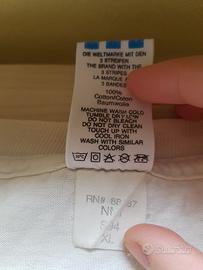 DIE WELTMARKE MIT DEN
3 STREIFEN
THE BRAND WITH THE
3 STRIPES
LA MARQUE A
3 BANDES
100%
Cotton/Coton
Baumwolle
MACHINE WASH COLD
TUMBLE DRY LOW
DO NOT BLEACH
DO NOT DRY CLEAN
TOUCH UP WITH
COOL IRON
WASH WITH SIMILAR
COLORS
RN#
XL
Subito.it